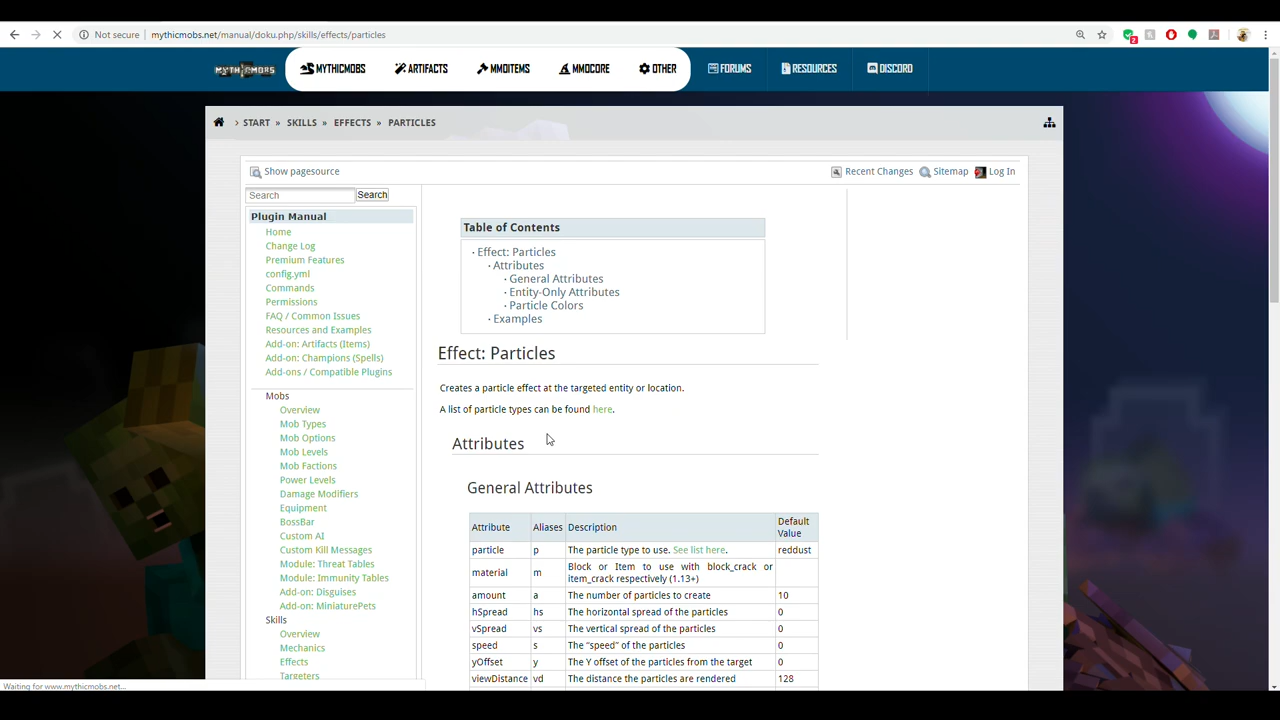 Not secure mythicmobs.net/manual/doku.php/skills/effects/particles
2
MYTHICMOBS MYTHICMOBS ARTIFACTS MMOITEMS MMOCORE OTHER FORUMS RESOURCES DISCORD
› START » SKILLS » EFFECTS » PARTICLES
Show pagesource Recent Changes Sitemap Log In
Search Search
Plugin Manual
Home
Change Log
Premium Features
config.yml
Commands
Permissions
FAQ / Common Issues
Resources and Examples
Add-on: Artifacts (Items)
Add-on: Champions (Spells)
Add-ons / Compatible Plugins
Mobs
Overview
Mob Types
Mob Options
Mob Levels
Mob Factions
Power Levels
Damage Modifiers
Equipment
BossBar
Custom AI
Custom Kill Messages
Module: Threat Tables
Module: Immunity Tables
Add-on: Disguises
Add-on: MiniaturePets
Skills
Overview
Mechanics
Effects
Targeters
Table of Contents
· Effect: Particles
· Attributes
· General Attributes
· Entity-Only Attributes
· Particle Colors
· Examples
Effect: Particles
Creates a particle effect at the targeted entity or location.
A list of particle types can be found here.
Attributes
General Attributes
Attribute Aliases Description Default Value
particle p The particle type to use. See list here. reddust
material m Block or Item to use with block_crack or
item_crack respectively (1.13+)
amount a The number of particles to create 10
hSpread hs The horizontal spread of the particles 0
vSpread vs The vertical spread of the particles 0
speed s The “speed” of the particles 0
yOffset y The Y offset of the particles from the target 0
viewDistance vd The distance the particles are rendered 128
Waiting for www.mythicmobs.net...